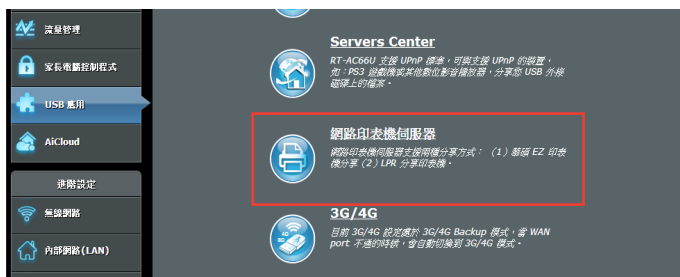 流量管理
家長電腦控制程式
USB 應用
AiCloud
進階設定
無線網路
內部網路(LAN)
Servers Center
RT-AC66U 支援 UPnP 標準，可與支援 UPnP 的裝置，
如：PS3 遊戲機或其他數位影音播放器，分享您 USB 外接
磁碟上的檔案。
網路印表機伺服器
網路印表機伺服器支援兩種分享方式： （1）華碩 EZ 印表
機分享（2）LPR 分享印表機。
3G/4G
目前 3G/4G 設定處於 3G/4G Backup 模式，當 WAN
port 不通的時候，會自動切換到 3G/4G 模式。